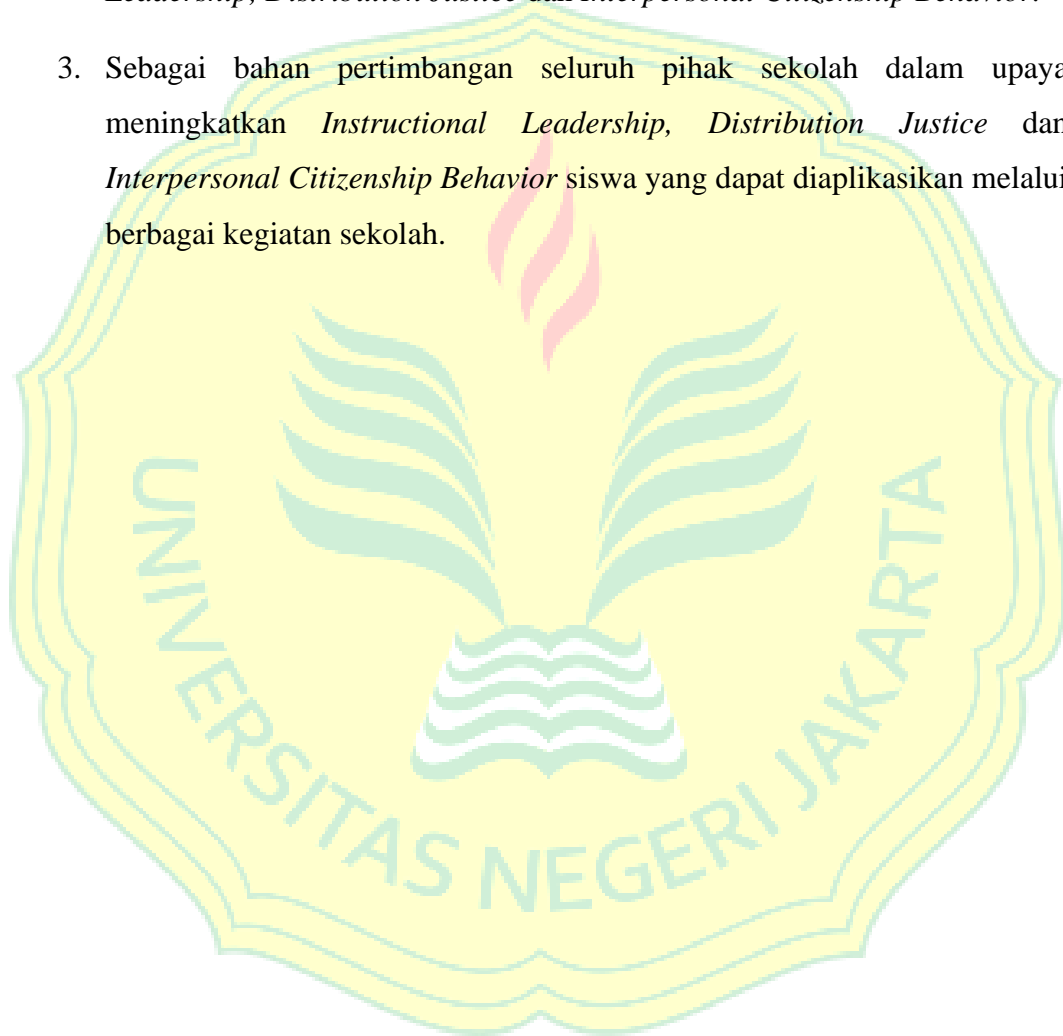 Leadership, Distribution Justice dan Interpersonal Citizenship Behavior.
3. Sebagai bahan pertimbangan seluruh pihak sekolah dalam upaya
meningkatkan Instructional Leadership, Distribution Justice dan
Interpersonal Citizenship Behavior siswa yang dapat diaplikasikan melalui
berbagai kegiatan sekolah.
UNIVERSITAS NEGERI JAKARTA